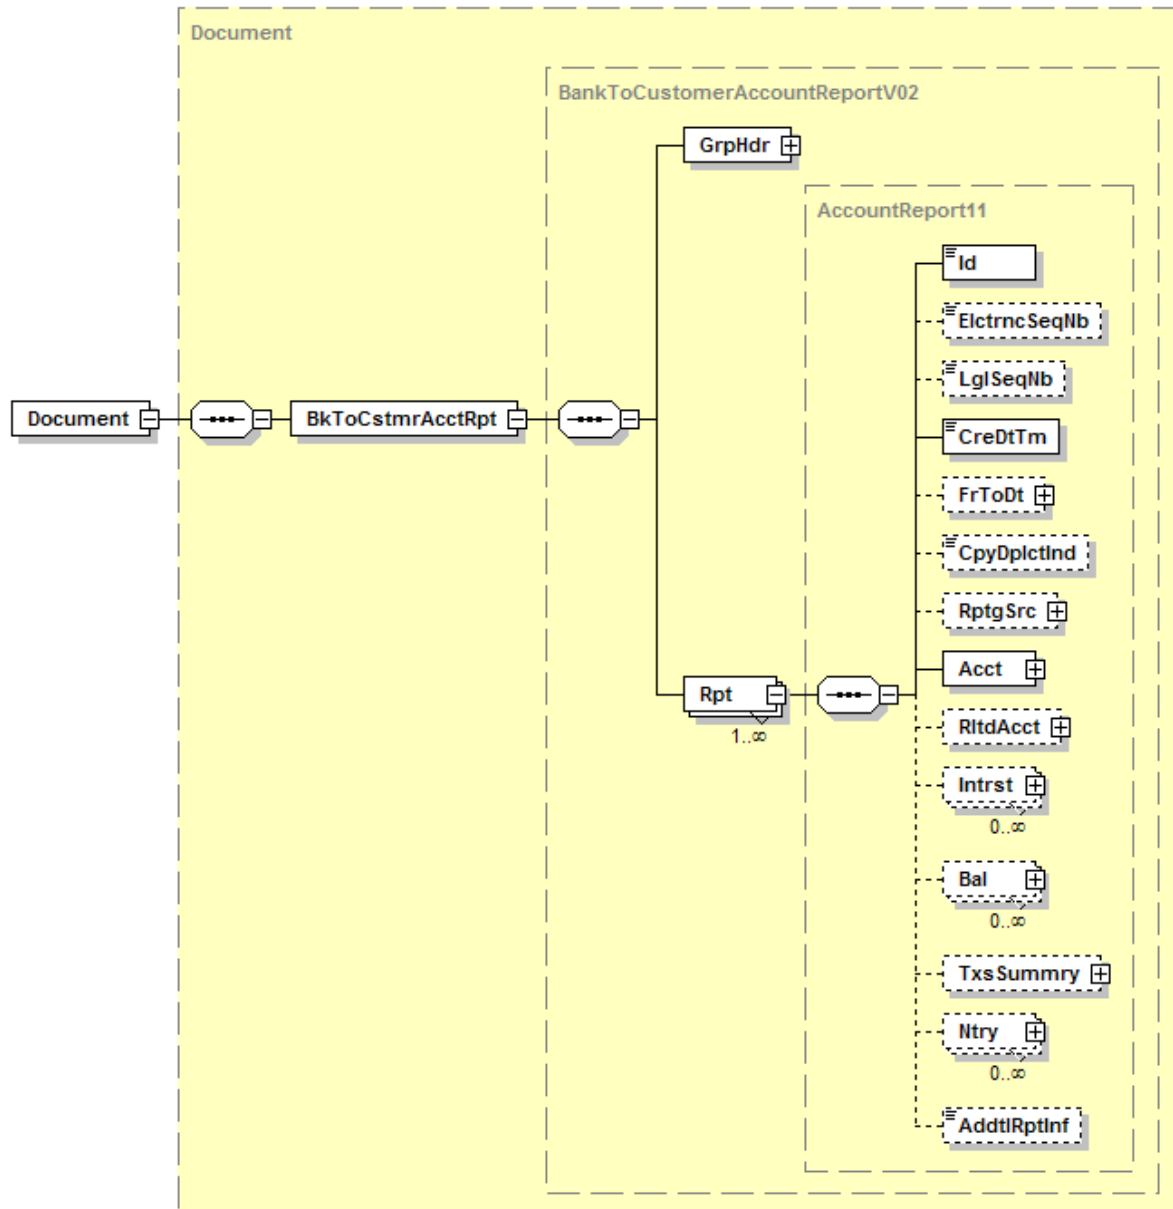 Document
BankToCustomerAccountReportV02
GrpHdr
AccountReport11
Id
ElctrncSeqNb
LglSeqNb
Document
BkToCstmrAcctRpt
CreDtTm
FrToDt
CpyDplctInd
RptgSrc
Acct
Rpt
1..∞
RltdAcct
Intrst
0..∞
Bal
0..∞
TxsSummry
Ntry
0..∞
AddtlRptInf